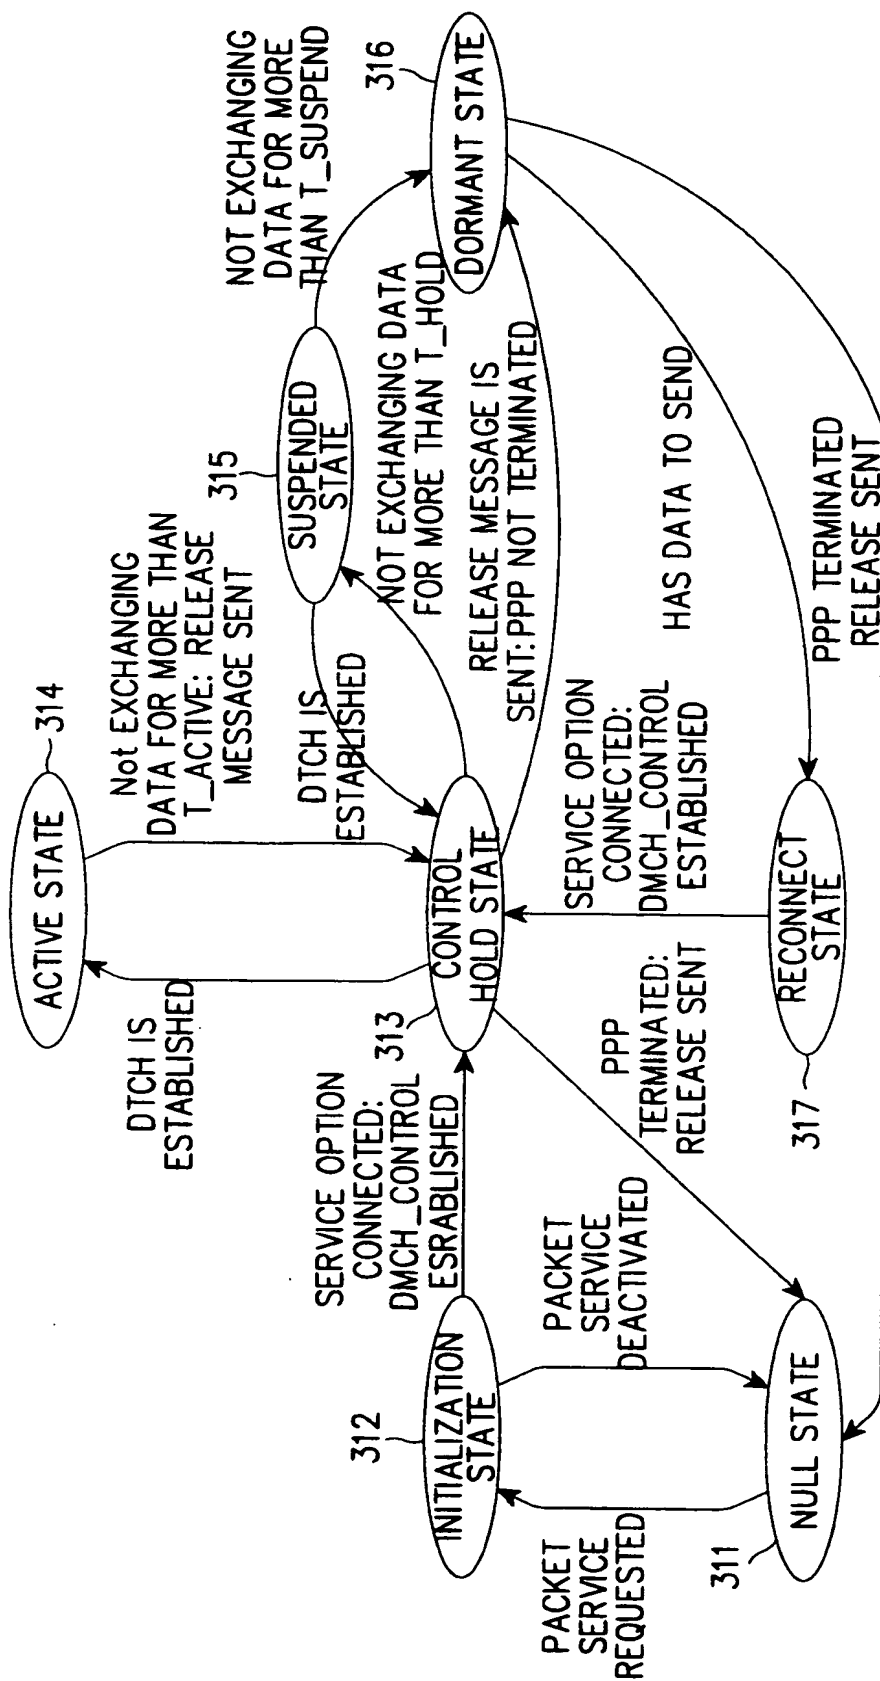 314
ACTIVE STATE
DTCH IS
ESTABLISHED
Not EXCHANGING
DATA FOR MORE THAN
T_ACTIVE: RELEASE
MESSAGE SENT
315
SUSPENDED
STATE
NOT EXCHANGING
DATA FOR MORE
THAN T_SUSPEND
316
DORMANT STATE
DTCH IS
ESTABLISHED
NOT EXCHANGING DATA
FOR MORE THAN T_HOLD
312
INITIALIZATION
STATE
SERVICE OPTION
CONNECTED:
DMCH_CONTROL
ESRABLISHED
313
CONTROL
HOLD STATE
RELEASE MESSAGE IS
SENT:PPP NOT TERMINATED
PACKET
SERVICE
REQUESTED
PACKET
SERVICE
DEACTIVATED
PPP
TERMINATED:
RELEASE SENT
SERVICE OPTION
CONNECTED:
DMCH_CONTROL
ESTABLISHED
HAS DATA TO SEND
311
NULL STATE
317
RECONNECT
STATE
PPP TERMINATED
RELEASE SENT